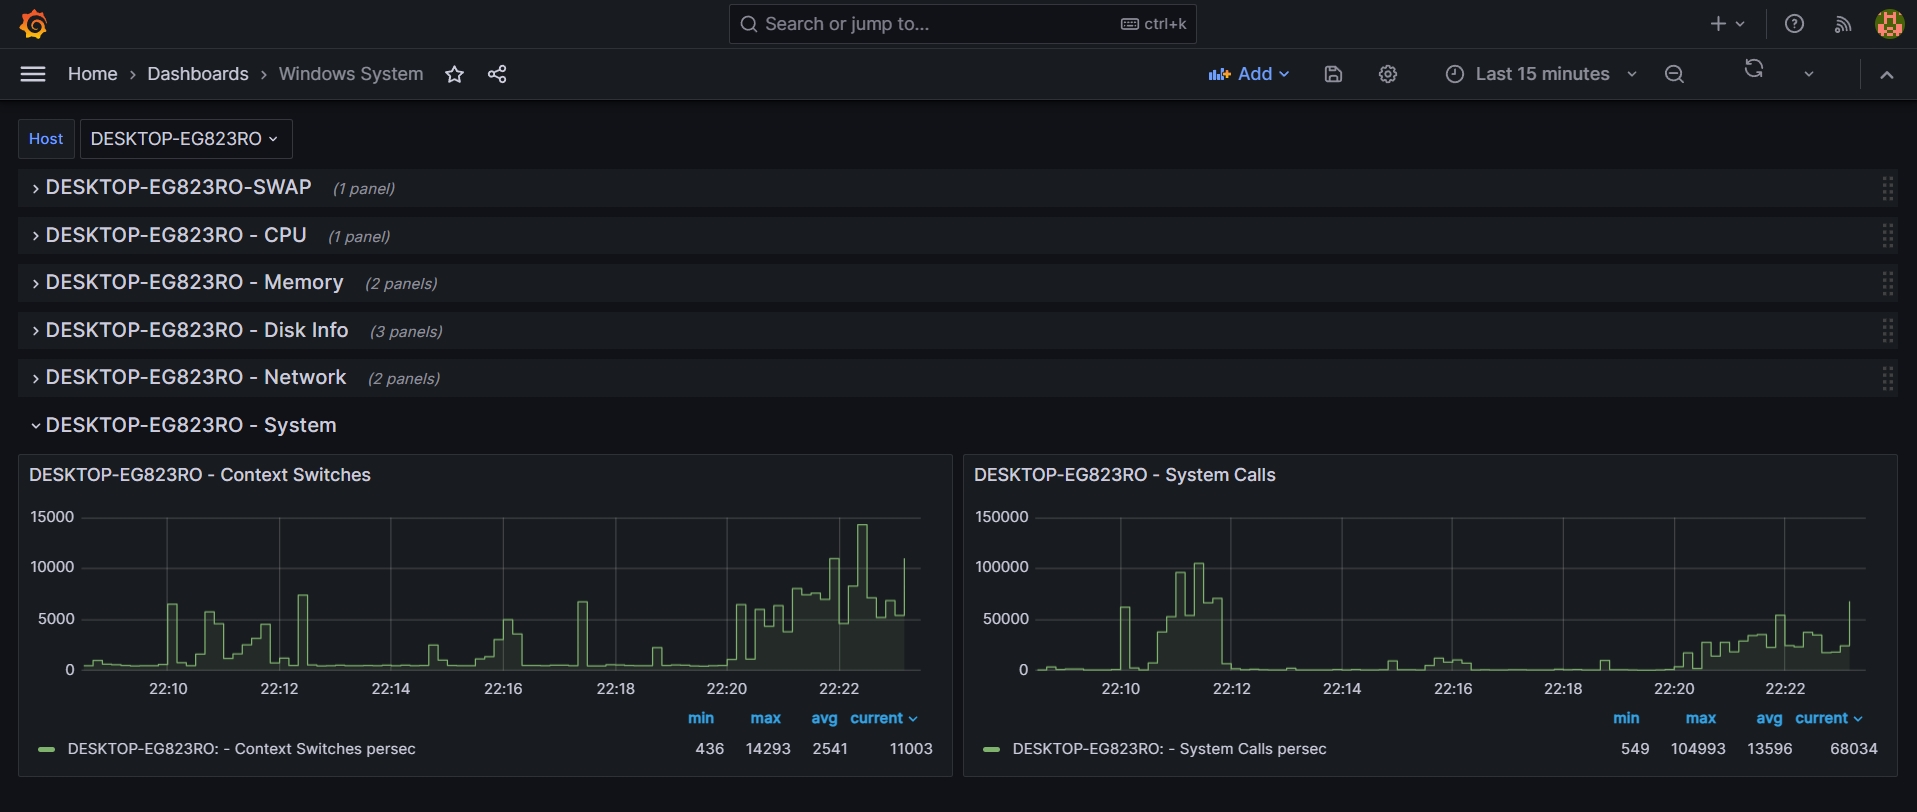 Search or jump to... ctrl+k
Home › Dashboards › Windows System Add Last 15 minutes
Host DESKTOP-EG823RO
DESKTOP-EG823RO-SWAP (1 panel)
DESKTOP-EG823RO - CPU (1 panel)
DESKTOP-EG823RO - Memory (2 panels)
DESKTOP-EG823RO - Disk Info (3 panels)
DESKTOP-EG823RO - Network (2 panels)
DESKTOP-EG823RO - System
DESKTOP-EG823RO - Context Switches
15000
10000
5000
0
22:10 22:12 22:14 22:16 22:18 22:20 22:22
min max avg current
DESKTOP-EG823RO: - Context Switches persec 436 14293 2541 11003
DESKTOP-EG823RO - System Calls
150000
100000
50000
0
22:10 22:12 22:14 22:16 22:18 22:20 22:22
min max avg current
DESKTOP-EG823RO: - System Calls persec 549 104993 13596 68034